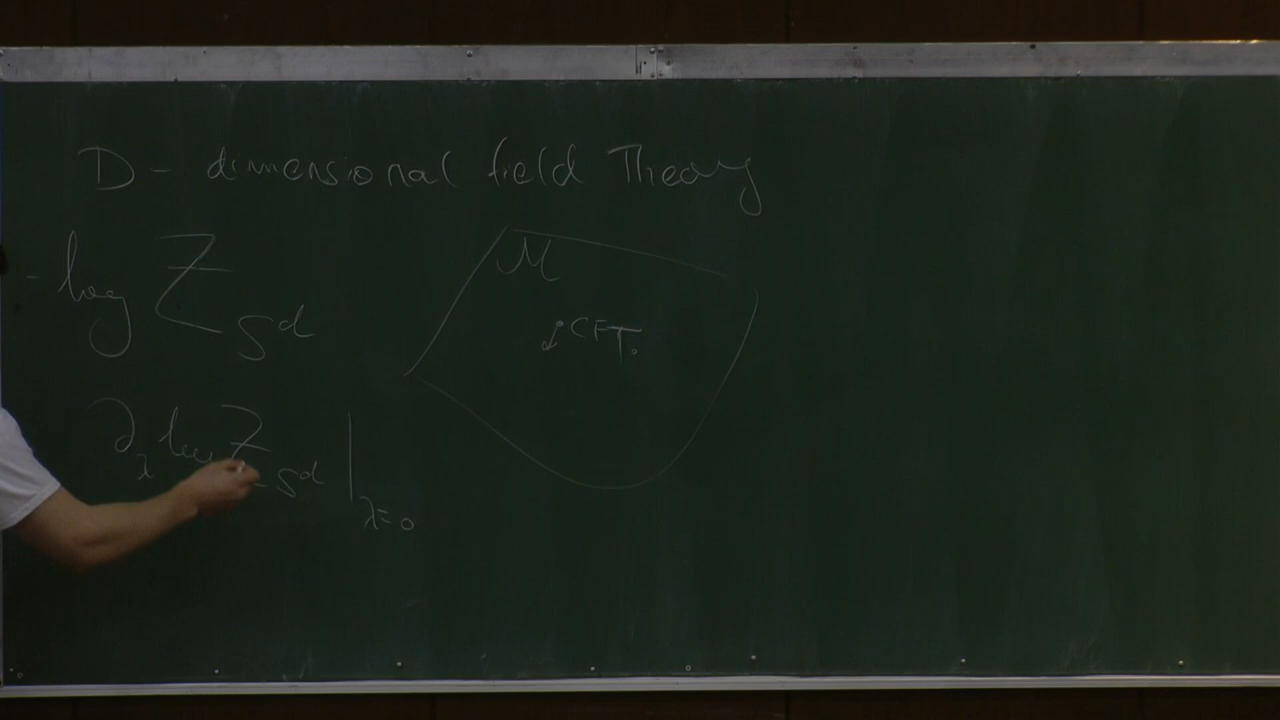 D - dimensional field Theory
- log Z_{S^d}
M
CFT.
∂_λ log Z_{S^d} |_{λ=0}